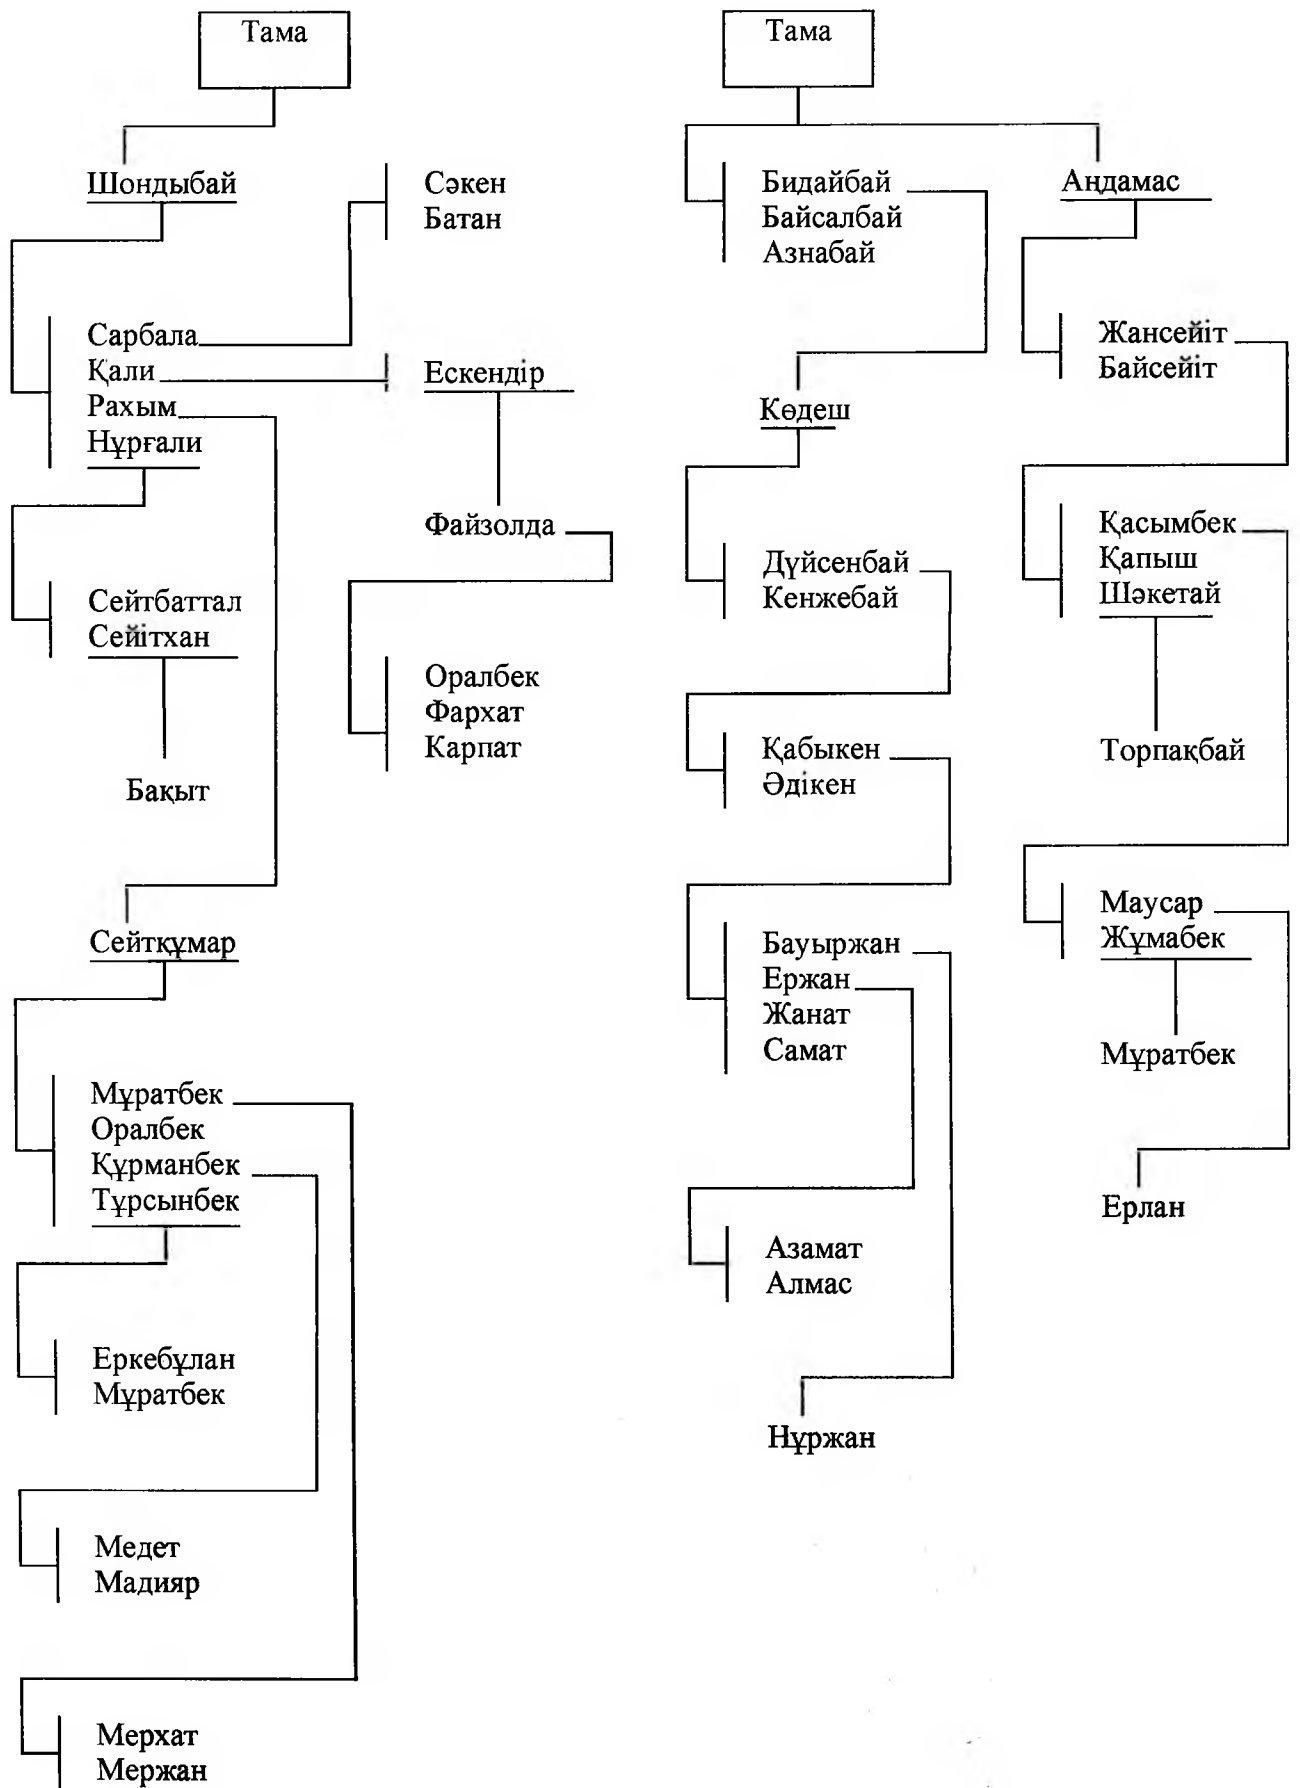 Тама
Шондыбай
Сәкен
Батан
Сарбала
Қали
Рахым
Нұрғали
Ескендір
Файзолда
Сейтбаттал
Сейітхан
Оралбек
Фархат
Карпат
Бақыт
Сейтқұмар
Мұратбек
Оралбек
Құрманбек
Тұрсынбек
Еркебұлан
Мұратбек
Медет
Мадияр
Мерхат
Мержан
Тама
Бидайбай
Байсалбай
Азнабай
Аңдамас
Көдеш
Жансейіт
Байсейіт
Дүйсенбай
Кенжебай
Қасымбек
Қапыш
Шәкетай
Қабыкен
Әдікен
Торпақбай
Бауыржан
Ержан
Жанат
Самат
Маусар
Жұмабек
Мұратбек
Ерлан
Азамат
Алмас
Нұржан